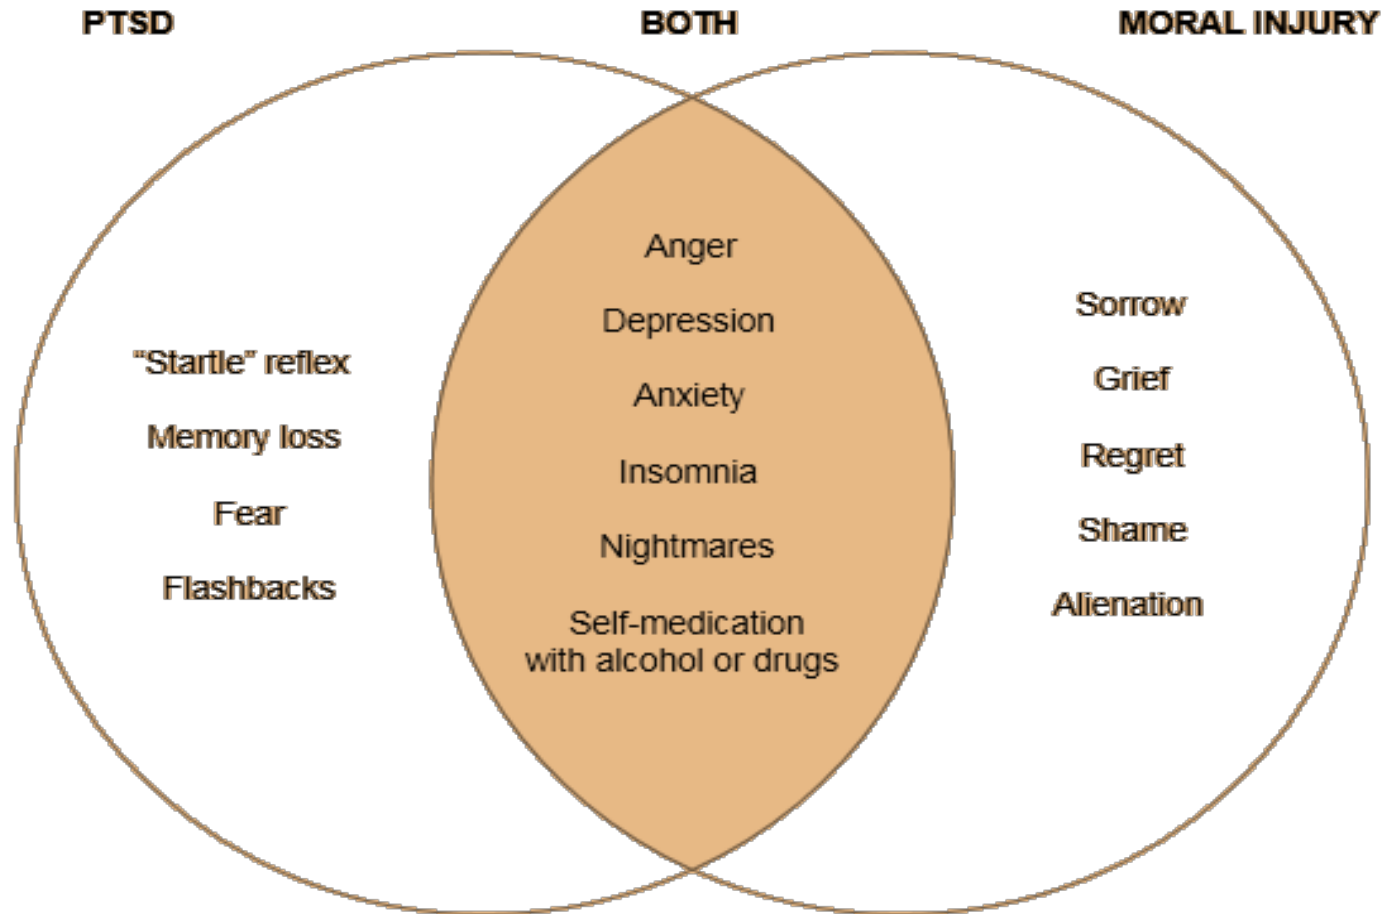 PTSD
BOTH
MORAL INJURY
“Startle” reflex
Memory loss
Fear
Flashbacks
Anger
Depression
Anxiety
Insomnia
Nightmares
Self-medication
with alcohol or drugs
Sorrow
Grief
Regret
Shame
Alienation